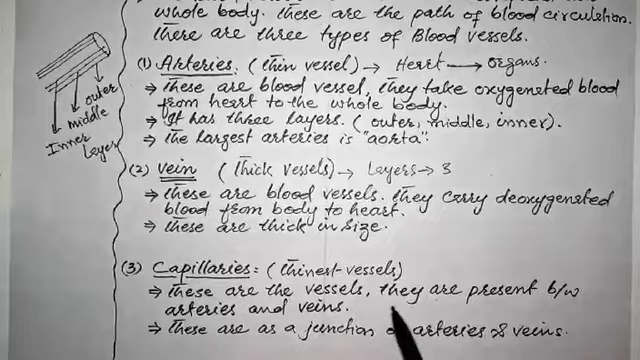 whole body. These are the path of blood circulation.
There are three types of Blood vessels.
(1) Arteries. (Thin vessel) → Heart → organs.
→ These are blood vessel, They take oxygenated blood
from heart to the whole body.
→ It has three layers. (outer, middle, inner).
→ The largest arteries is "aorta".
outer
middle
Inner
Layer
(2) Vein (Thick vessels) → Layers → 3
→ These are blood vessels. They carry deoxygenated
blood from body to heart.
→ These are thick in size.
(3) Capillaries: (Thinest vessels)
→ These are the vessels, They are present b/w
arteries and veins.
→ These are as a junction arteries & veins.